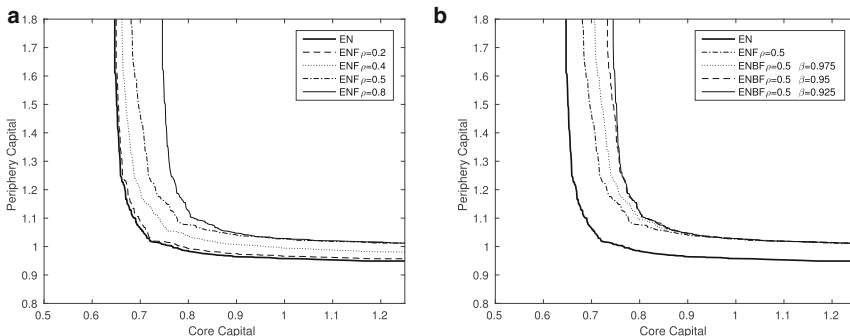 a
1.8
1.7
1.6
1.5
1.4
1.3
1.2
1.1
1
0.9
0.8
Periphery Capital
0.5 0.6 0.7 0.8 0.9 1 1.1 1.2
Core Capital
EN
ENF ρ=0.2
ENF ρ=0.4
ENF ρ=0.5
ENF ρ=0.8
b
1.8
1.7
1.6
1.5
1.4
1.3
1.2
1.1
1
0.9
0.8
Periphery Capital
0.5 0.6 0.7 0.8 0.9 1 1.1 1.2
Core Capital
EN
ENF ρ=0.5
ENBF ρ=0.5 β=0.975
ENBF ρ=0.5 β=0.95
ENBF ρ=0.5 β=0.925